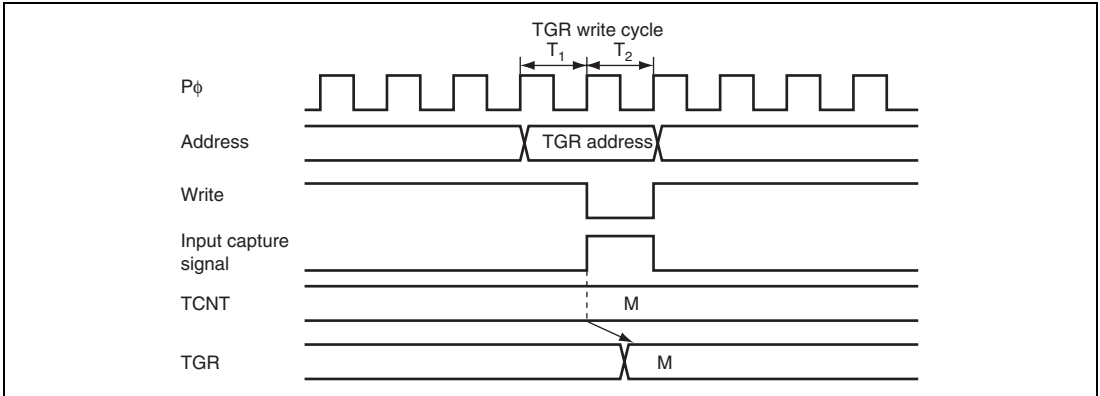 TGR write cycle
T1 T2
Pϕ
Address
TGR address
Write
Input capture
signal
TCNT
M
TGR
M